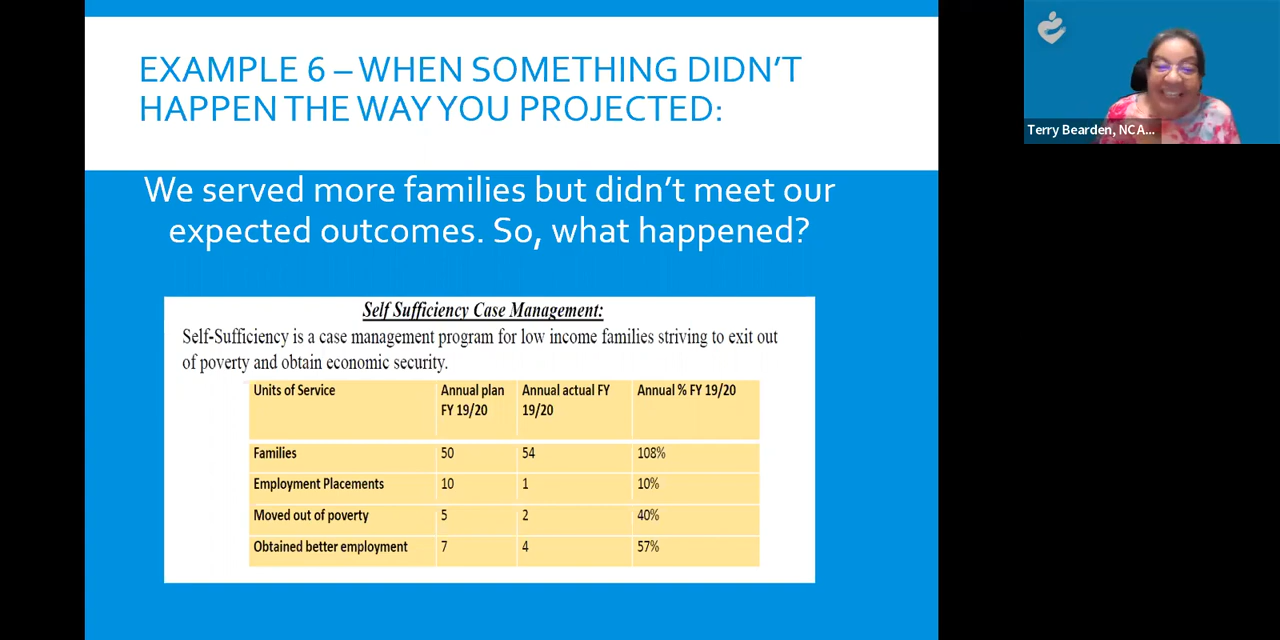 EXAMPLE 6 – WHEN SOMETHING DIDN'T
HAPPEN THE WAY YOU PROJECTED:
We served more families but didn't meet our
expected outcomes. So, what happened?
Self Sufficiency Case Management:
Self-Sufficiency is a case management program for low income families striving to exit out
of poverty and obtain economic security.
Units of Service Annual plan FY 19/20 Annual actual FY 19/20 Annual % FY 19/20
Families 50 54 108%
Employment Placements 10 1 10%
Moved out of poverty 5 2 40%
Obtained better employment 7 4 57%
Terry Bearden, NCA...